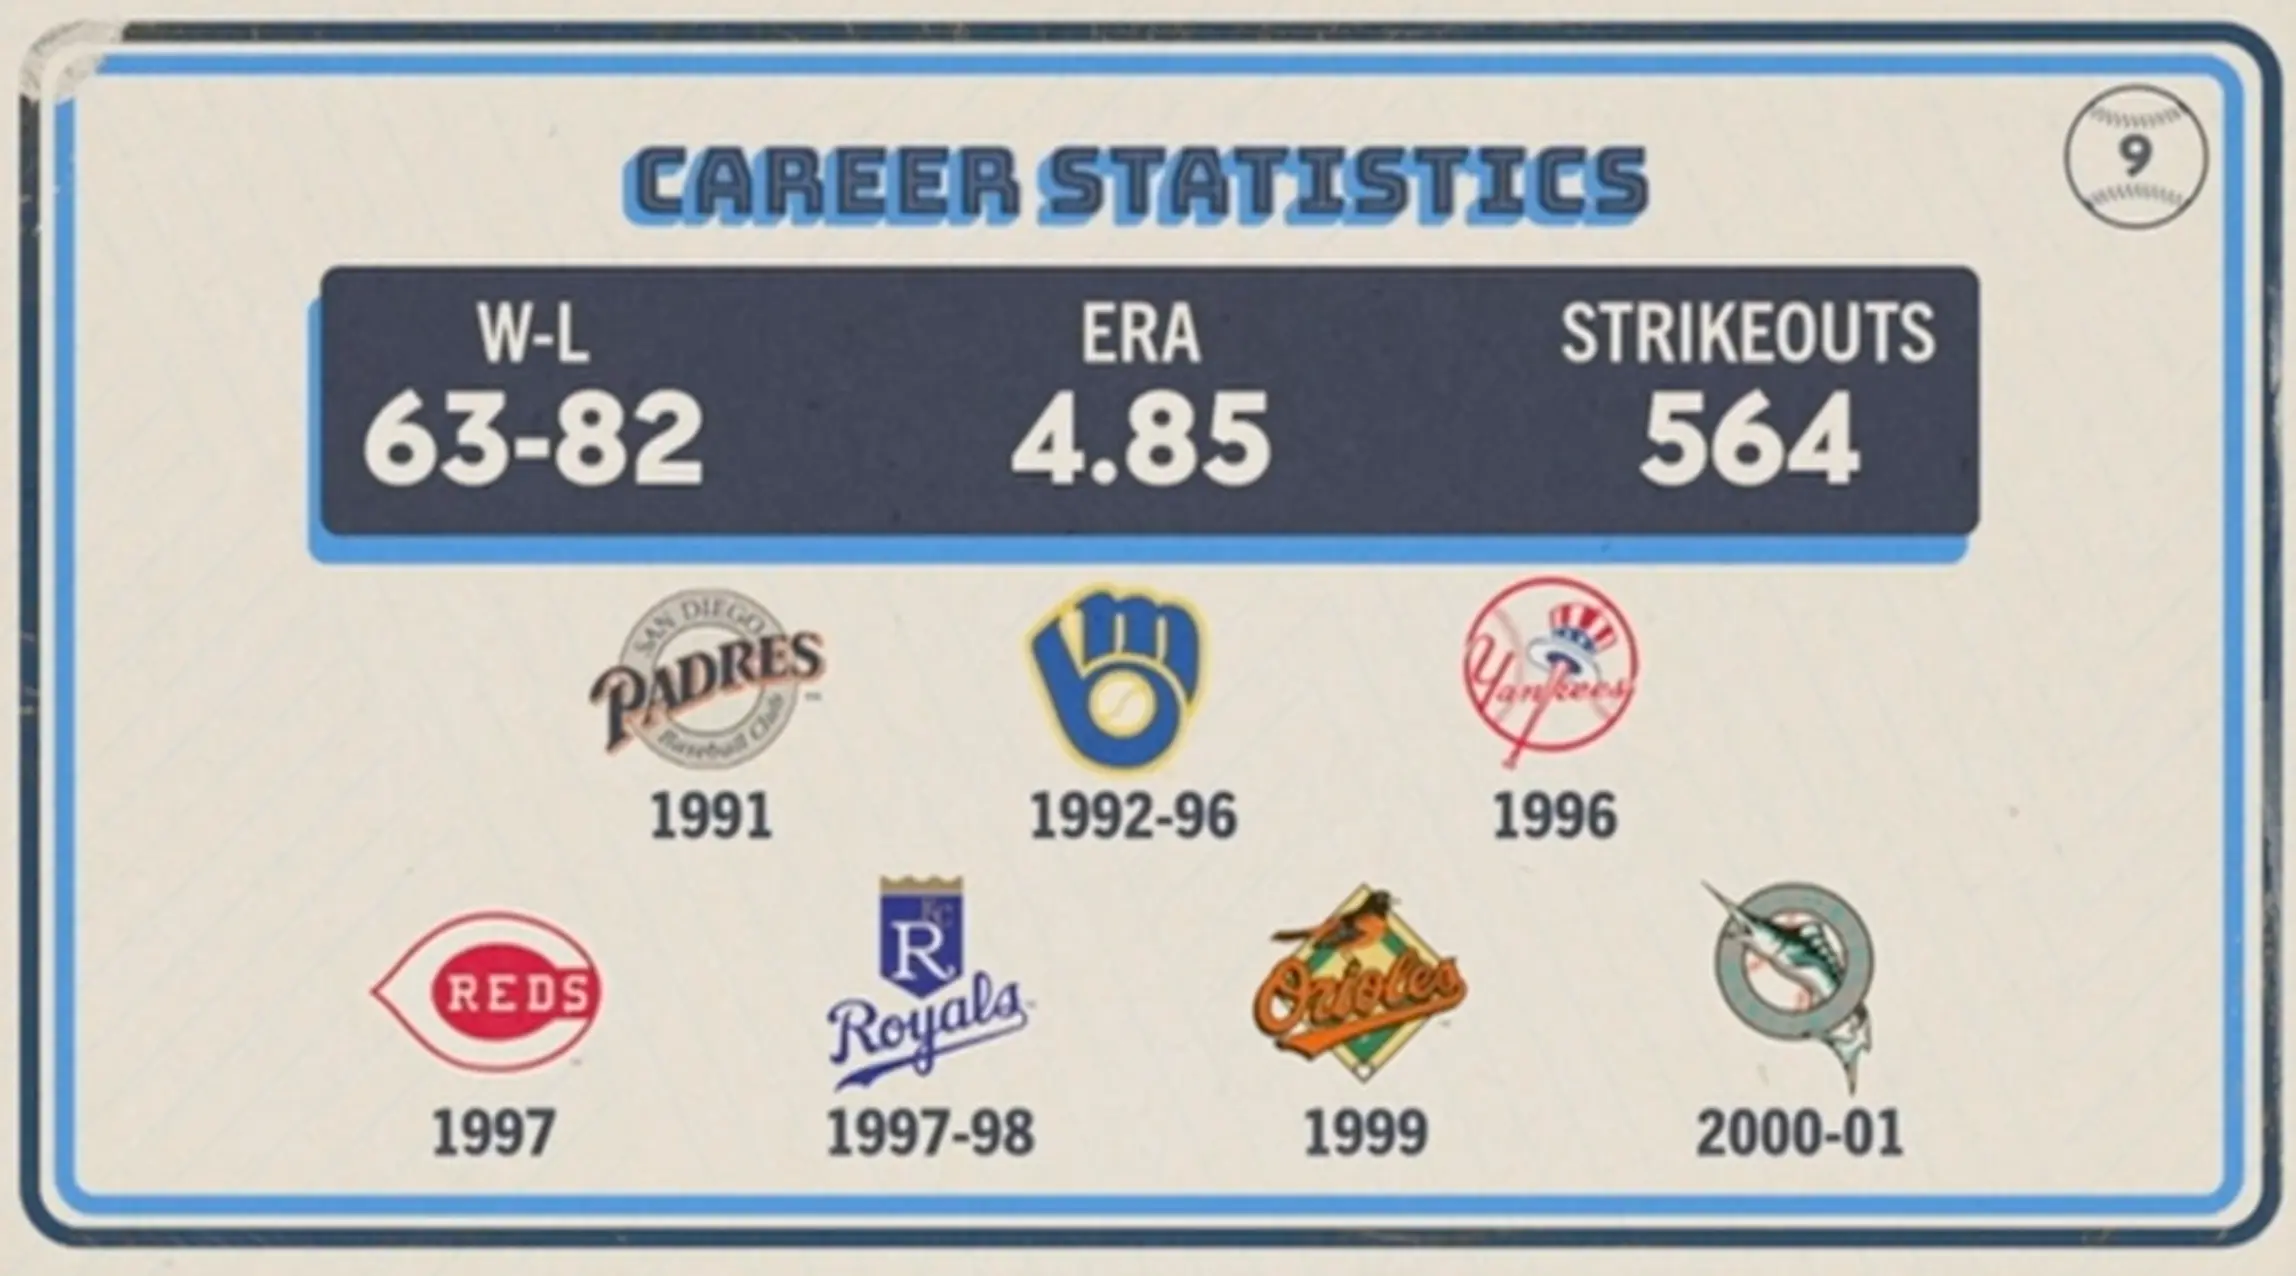 9
CAREER STATISTICS
W-L ERA STRIKEOUTS
63-82 4.85 564
SAN DIEGO
PADRES
Baseball Club
Yankees
1991 1992-96 1996
REDS
KC
R
Royals
Orioles
1997 1997-98 1999 2000-01